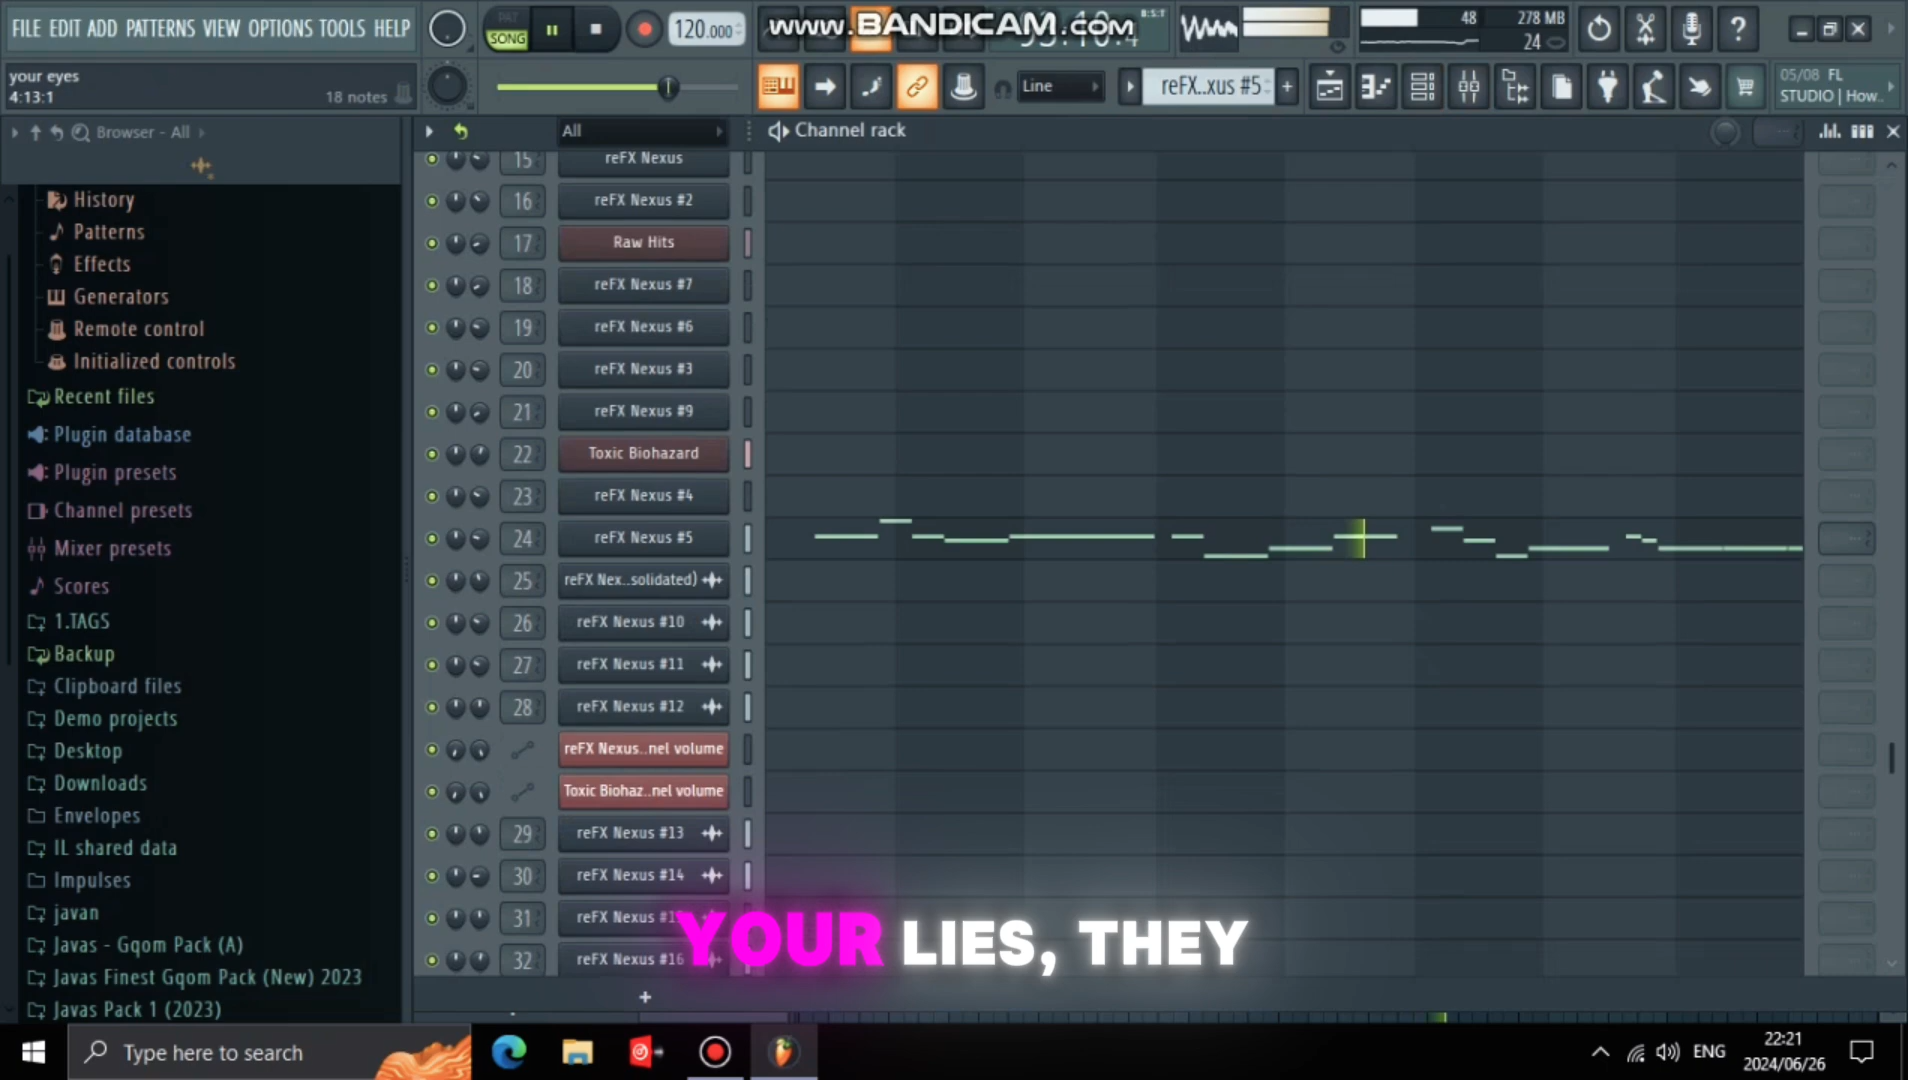 FILE EDIT ADD PATTERNS VIEW OPTIONS TOOLS HELP
PAT
SONG
120.000
www.BANDICAM.com
B:S:T
48
278 MB
24
your eyes
4:13:1
18 notes
Line
reFX..xus #5
05/08 FL
STUDIO | How..
Browser - All
All
Channel rack
History
Patterns
Effects
Generators
Remote control
Initialized controls
Recent files
Plugin database
Plugin presets
Channel presets
Mixer presets
Scores
1.TAGS
Backup
Clipboard files
Demo projects
Desktop
Downloads
Envelopes
IL shared data
Impulses
javan
Javas - Gqom Pack (A)
Javas Finest Gqom Pack (New) 2023
Javas Pack 1 (2023)
15 reFX Nexus
16 reFX Nexus #2
17 Raw Hits
18 reFX Nexus #7
19 reFX Nexus #6
20 reFX Nexus #3
21 reFX Nexus #9
22 Toxic Biohazard
23 reFX Nexus #4
24 reFX Nexus #5
25 reFX Nex..solidated)
26 reFX Nexus #10
27 reFX Nexus #11
28 reFX Nexus #12
reFX Nexus..nel volume
Toxic Biohaz..nel volume
29 reFX Nexus #13
30 reFX Nexus #14
31 reFX Nexus
32 reFX Nexus #16
YOUR LIES, THEY
Type here to search
ENG
22:21
2024/06/26